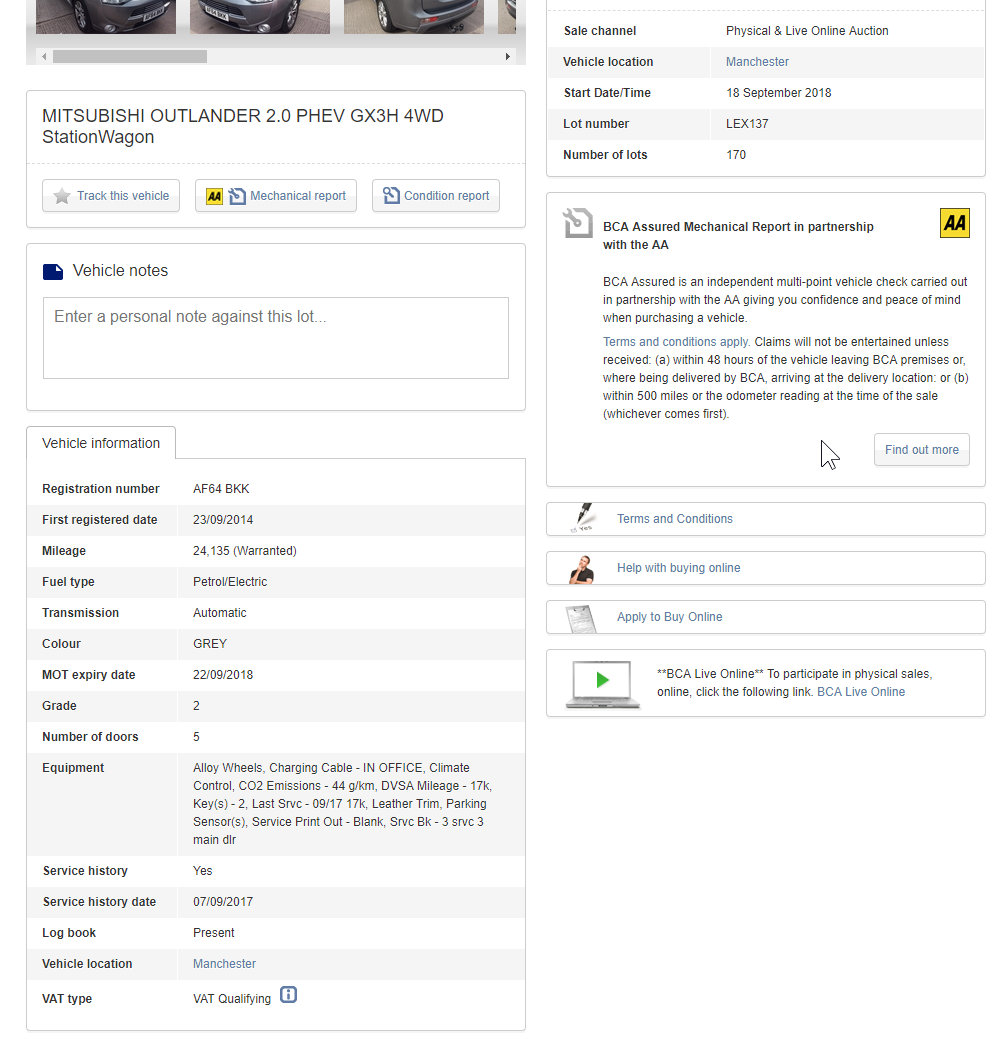 AF64 BKK
MITSUBISHI OUTLANDER 2.0 PHEV GX3H 4WD
StationWagon
Track this vehicle
AA Mechanical report
Condition report
Vehicle notes
Enter a personal note against this lot...
Vehicle information
Registration number AF64 BKK
First registered date 23/09/2014
Mileage 24,135 (Warranted)
Fuel type Petrol/Electric
Transmission Automatic
Colour GREY
MOT expiry date 22/09/2018
Grade 2
Number of doors 5
Equipment Alloy Wheels, Charging Cable - IN OFFICE, Climate
Control, CO2 Emissions - 44 g/km, DVSA Mileage - 17k,
Key(s) - 2, Last Srvc - 09/17 17k, Leather Trim, Parking
Sensor(s), Service Print Out - Blank, Srvc Bk - 3 srvc 3
main dlr
Service history Yes
Service history date 07/09/2017
Log book Present
Vehicle location Manchester
VAT type VAT Qualifying
Sale channel Physical & Live Online Auction
Vehicle location Manchester
Start Date/Time 18 September 2018
Lot number LEX137
Number of lots 170
BCA Assured Mechanical Report in partnership
with the AA
AA
BCA Assured is an independent multi-point vehicle check carried out
in partnership with the AA giving you confidence and peace of mind
when purchasing a vehicle.
Terms and conditions apply. Claims will not be entertained unless
received: (a) within 48 hours of the vehicle leaving BCA premises or,
where being delivered by BCA, arriving at the delivery location: or (b)
within 500 miles or the odometer reading at the time of the sale
(whichever comes first).
Find out more
Yes
Terms and Conditions
Help with buying online
Apply to Buy Online
**BCA Live Online** To participate in physical sales,
online, click the following link. BCA Live Online